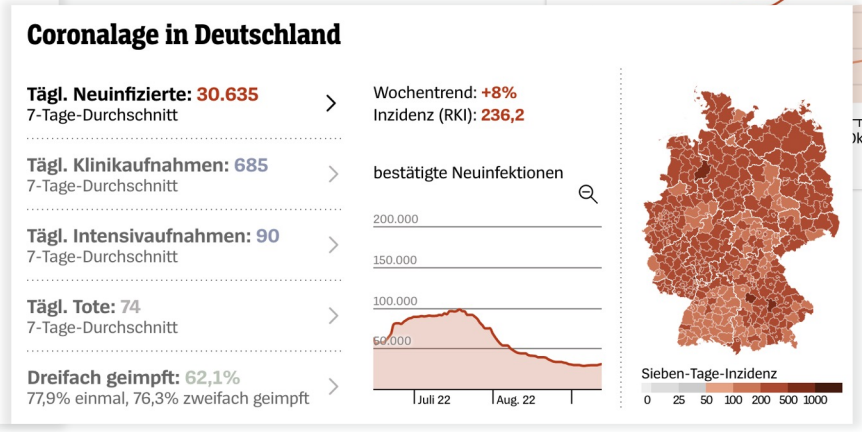 Coronalage in Deutschland
Tägl. Neuinfizierte: 30.635
7-Tage-Durchschnitt
Tägl. Klinikaufnahmen: 685
7-Tage-Durchschnitt
Tägl. Intensivaufnahmen: 90
7-Tage-Durchschnitt
Tägl. Tote: 74
7-Tage-Durchschnitt
Dreifach geimpft: 62,1%
77,9% einmal, 76,3% zweifach geimpft
Wochentrend: +8%
Inzidenz (RKI): 236,2
bestätigte Neuinfektionen
200.000
150.000
100.000
50.000
Juli 22
Aug. 22
Sieben-Tage-Inzidenz
0 25 50 100 200 500 1000